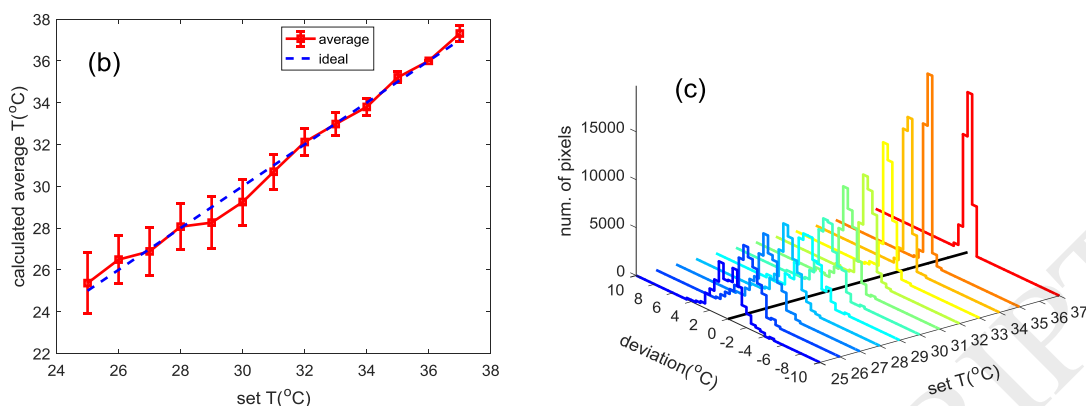 (b)
average
ideal
38
36
34
32
30
28
26
24
22
calculated average T(°C)
24 26 28 30 32 34 36 38
set T(°C)
(c)
15000
10000
5000
0
num. of pixels
10 8 6 4 2 0 -2 -4 -6 -8 -10
deviation(°C)
25 26 27 28 29 30 31 32 33 34 35 36 37
set T(°C)
RIPT